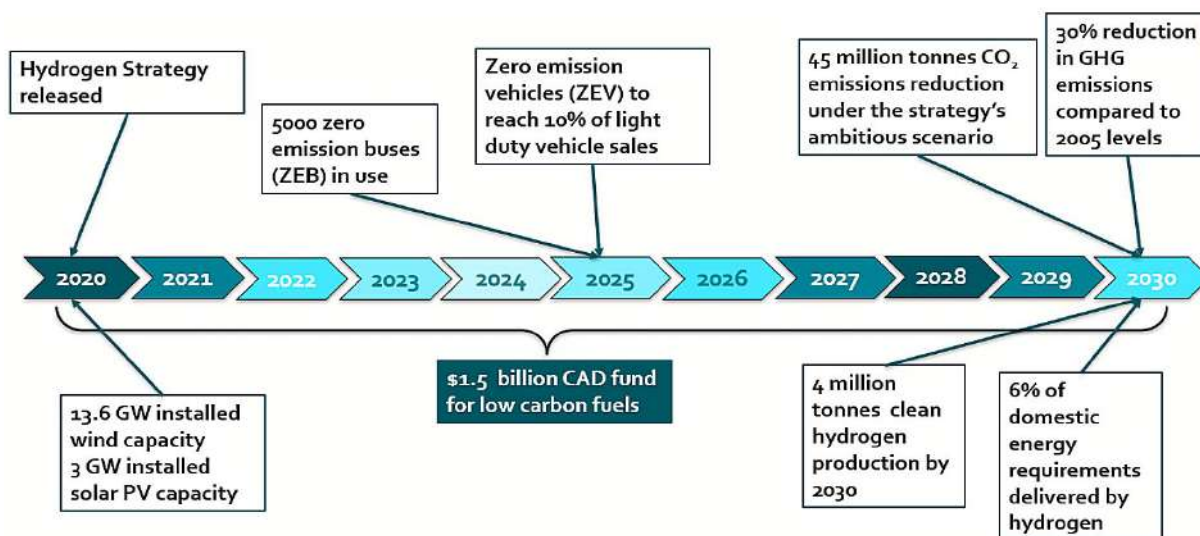 Hydrogen Strategy
released
5000 zero
emission buses
(ZEB) in use
Zero emission
vehicles (ZEV) to
reach 10% of light
duty vehicle sales
45 million tonnes CO₂
emissions reduction
under the strategy's
ambitious scenario
30% reduction
in GHG
emissions
compared to
2005 levels
2020
2021
2022
2023
2024
2025
2026
2027
2028
2029
2030
$1.5 billion CAD fund
for low carbon fuels
13.6 GW installed
wind capacity
3 GW installed
solar PV capacity
4 million
tonnes clean
hydrogen
production by
2030
6% of
domestic
energy
requirements
delivered by
hydrogen